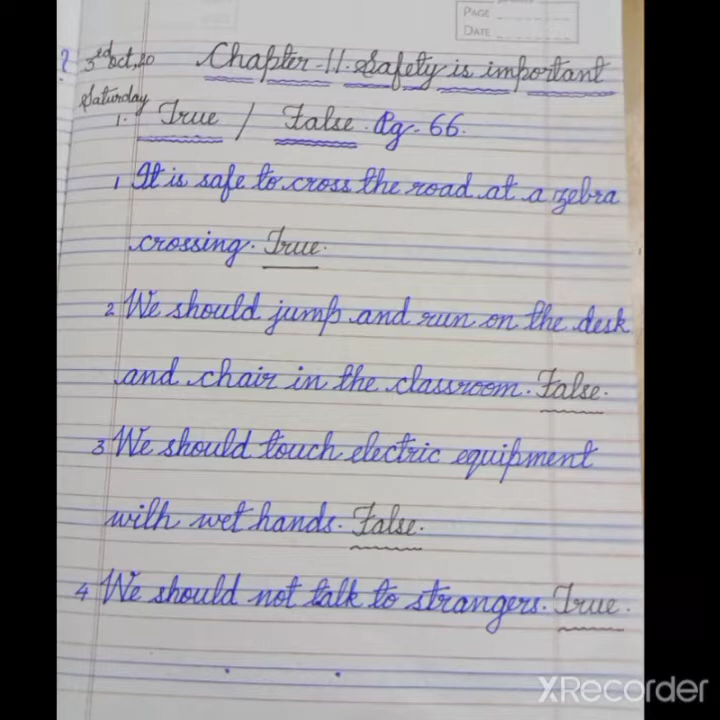 PAGE
DATE
3rd Oct, 20 Chapter-11. Safety is important
Saturday
1. True / False. Pg. 66.
1 It is safe to cross the road at a zebra
crossing. True.
2 We should jump and run on the desk
and chair in the classroom. False.
3 We should touch electric equipment
with wet hands. False.
4 We should not talk to strangers. True.
XRecorder